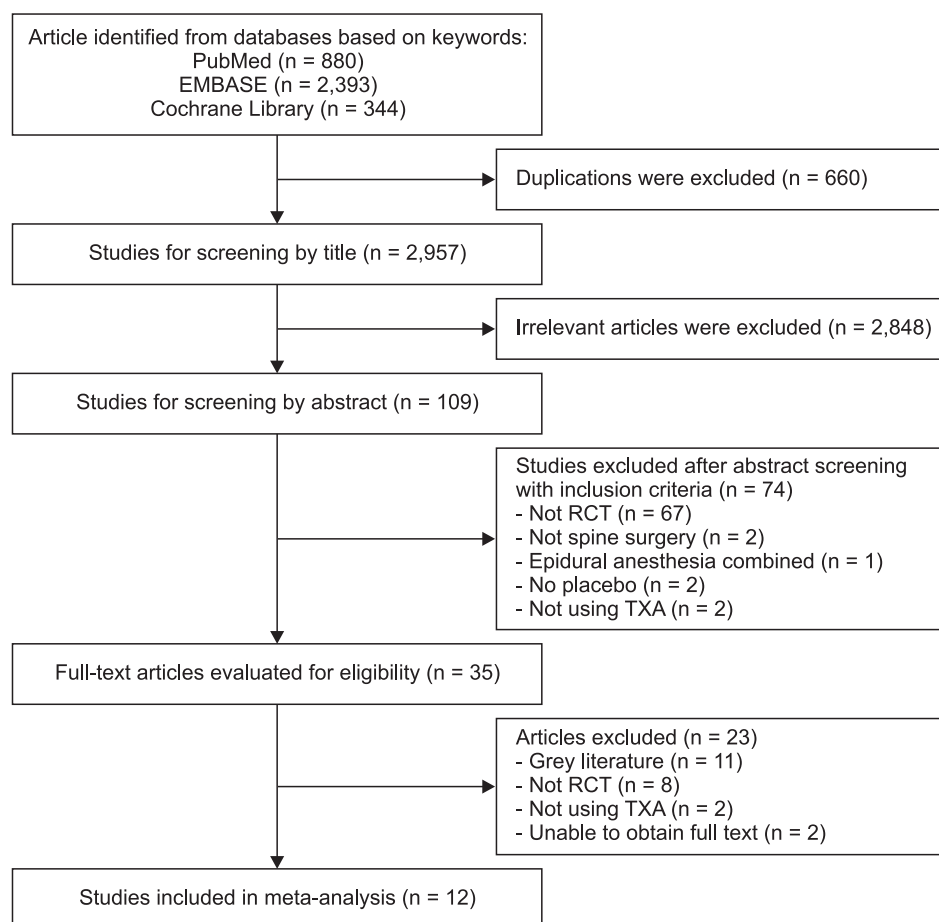 Article identified from databases based on keywords:
PubMed (n = 880)
EMBASE (n = 2,393)
Cochrane Library (n = 344)
Duplications were excluded (n = 660)
Studies for screening by title (n = 2,957)
Irrelevant articles were excluded (n = 2,848)
Studies for screening by abstract (n = 109)
Studies excluded after abstract screening
with inclusion criteria (n = 74)
- Not RCT (n = 67)
- Not spine surgery (n = 2)
- Epidural anesthesia combined (n = 1)
- No placebo (n = 2)
- Not using TXA (n = 2)
Full-text articles evaluated for eligibility (n = 35)
Articles excluded (n = 23)
- Grey literature (n = 11)
- Not RCT (n = 8)
- Not using TXA (n = 2)
- Unable to obtain full text (n = 2)
Studies included in meta-analysis (n = 12)